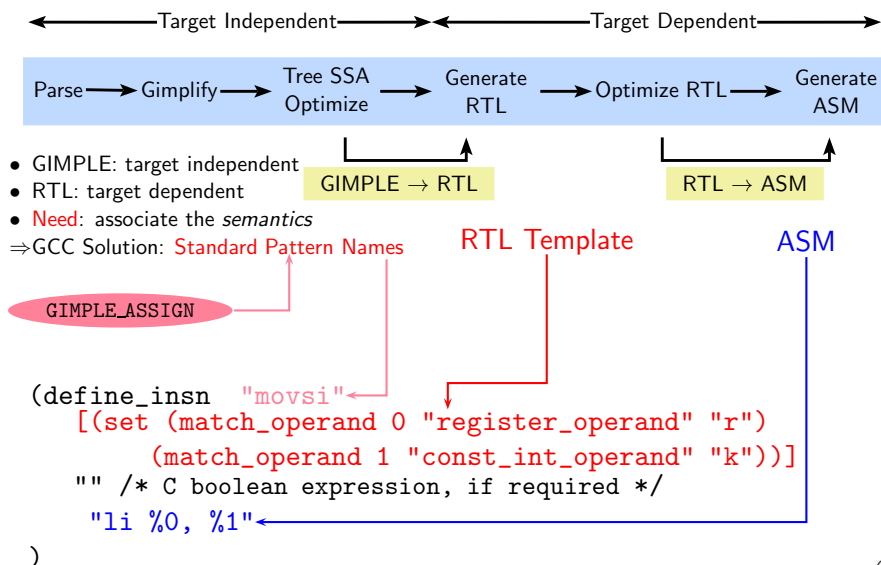 Target Independent Target Dependent
Parse Gimplify Tree SSA Optimize Generate RTL Optimize RTL Generate ASM
GIMPLE → RTL RTL → ASM
• GIMPLE: target independent
• RTL: target dependent
• Need: associate the semantics
⇒GCC Solution: Standard Pattern Names
RTL Template ASM
GIMPLE_ASSIGN
(define_insn "movsi"
[(set (match_operand 0 "register_operand" "r")
(match_operand 1 "const_int_operand" "k"))]
"" /* C boolean expression, if required */
"li %0, %1"
)